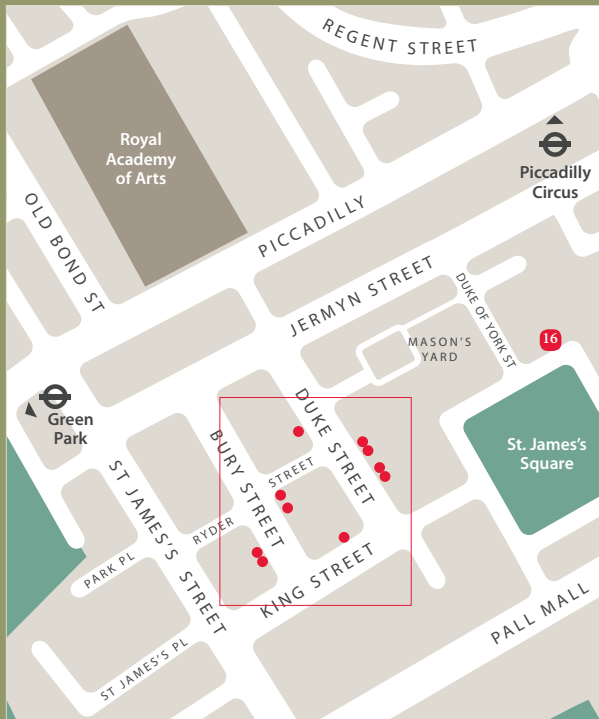 REGENT STREET
Royal
Academy
of Arts
Piccadilly
Circus
OLD BOND ST
PICCADILLY
JERMYN STREET
DUKE OF YORK ST
MASON'S
YARD
16
Green
Park
DUKE STREET
BURY STREET
St. James's
Square
ST JAMES'S STREET
RYDER
STREET
PARK PL
KING STREET
PALL MALL
ST JAMES'S PL